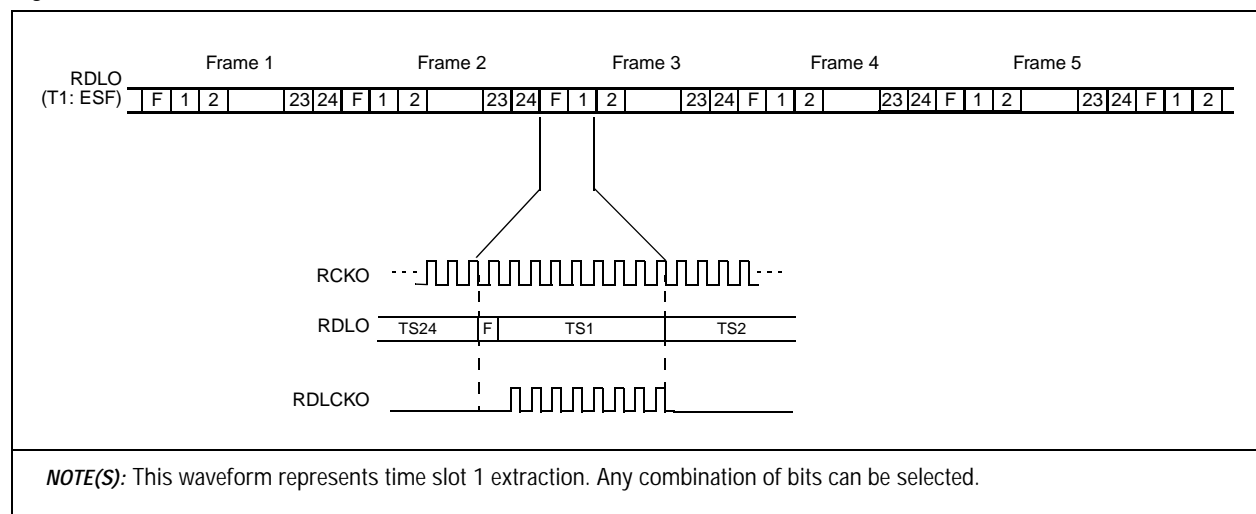 Frame 1 Frame 2 Frame 3 Frame 4 Frame 5
RDLO
(T1: ESF) F 1 2 23 24 F 1 2 23 24 F 1 2 23 24 F 1 2 23 24 F 1 2 23 24 F 1 2
RCKO
RDLO TS24 F TS1 TS2
RDLCKO
NOTE(S): This waveform represents time slot 1 extraction. Any combination of bits can be selected.